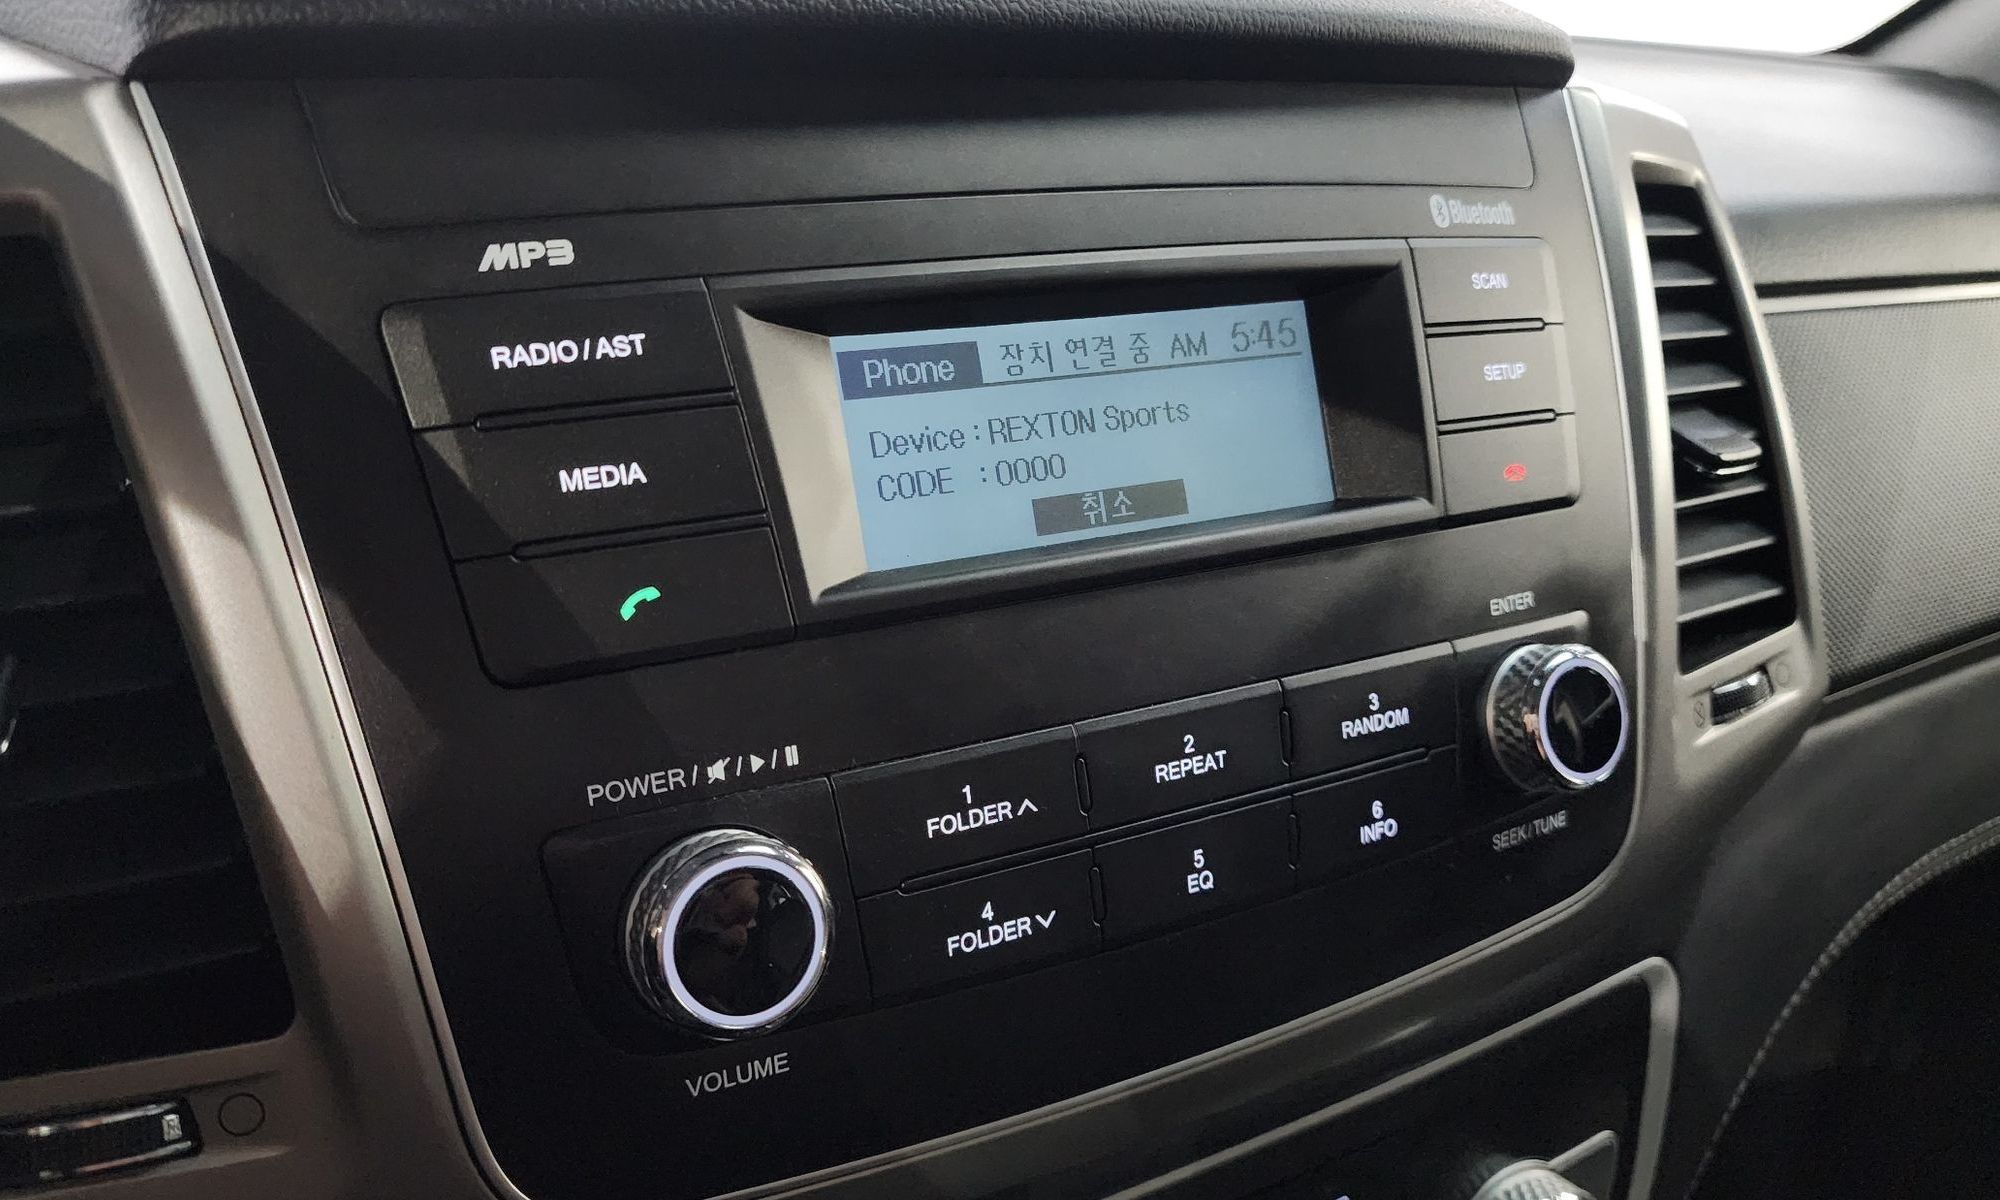 MP3
Bluetooth
RADIO / AST
MEDIA
Phone 장치 연결 중 AM 5:45
Device : REXTON Sports
CODE : 0000
취소
SCAN
SETUP
ENTER
POWER /
1
FOLDER
2
REPEAT
3
RANDOM
4
FOLDER
5
EQ
6
INFO
SEEK / TUNE
VOLUME